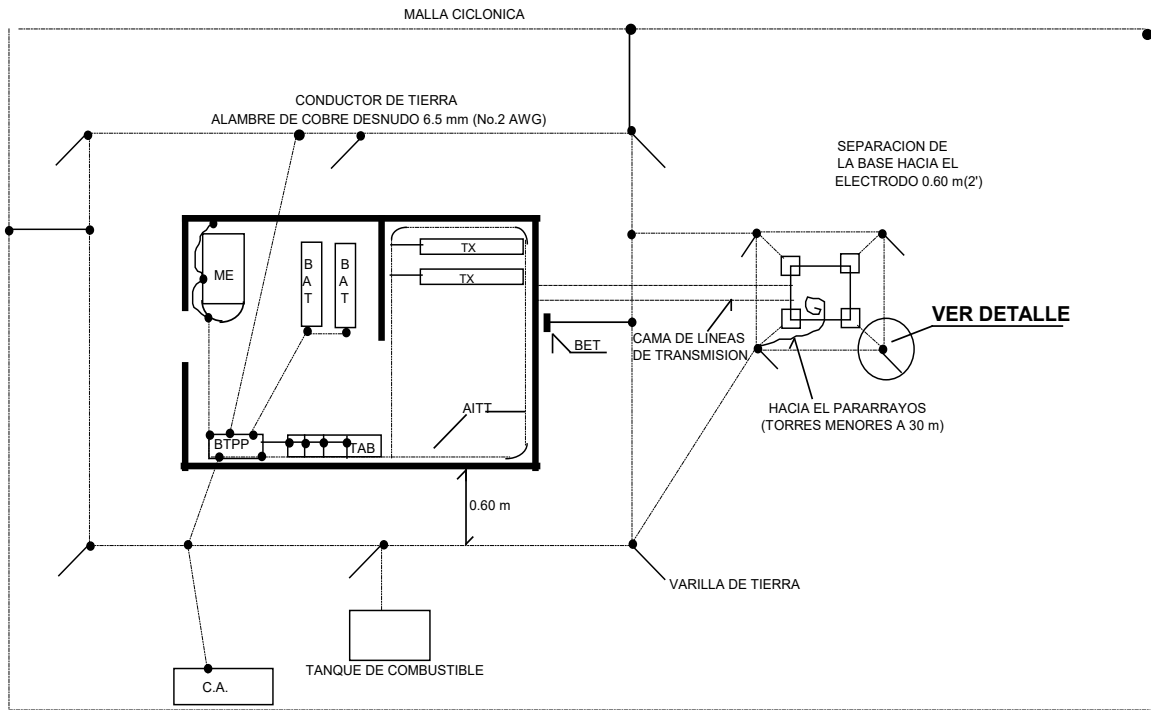 MALLA CICLONICA
CONDUCTOR DE TIERRA
ALAMBRE DE COBRE DESNUDO 6.5 mm (No.2 AWG)
SEPARACION DE
LA BASE HACIA EL
ELECTRODO 0.60 m(2')
ME
B
A
T
B
A
T
TX
TX
VER DETALLE
CAMA DE LINEAS
DE TRANSMISION
BET
HACIA EL PARARRAYOS
(TORRES MENORES A 30 m)
AITT
BTPP
TAB
0.60 m
VARILLA DE TIERRA
TANQUE DE COMBUSTIBLE
C.A.